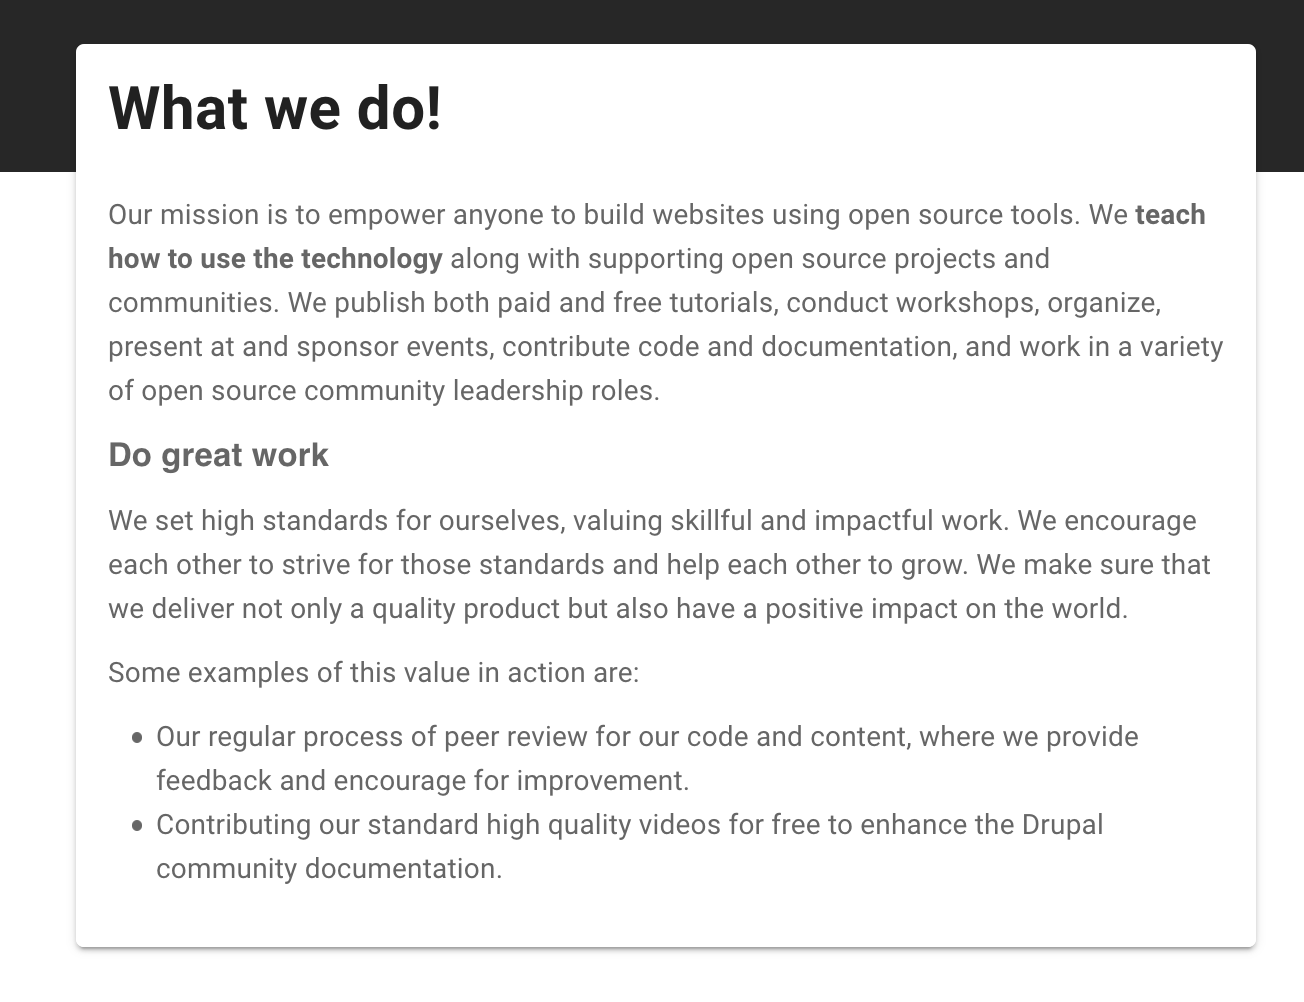 What we do!
Our mission is to empower anyone to build websites using open source tools. We teach
how to use the technology along with supporting open source projects and
communities. We publish both paid and free tutorials, conduct workshops, organize,
present at and sponsor events, contribute code and documentation, and work in a variety
of open source community leadership roles.
Do great work
We set high standards for ourselves, valuing skillful and impactful work. We encourage
each other to strive for those standards and help each other to grow. We make sure that
we deliver not only a quality product but also have a positive impact on the world.
Some examples of this value in action are:
• Our regular process of peer review for our code and content, where we provide
feedback and encourage for improvement.
• Contributing our standard high quality videos for free to enhance the Drupal
community documentation.